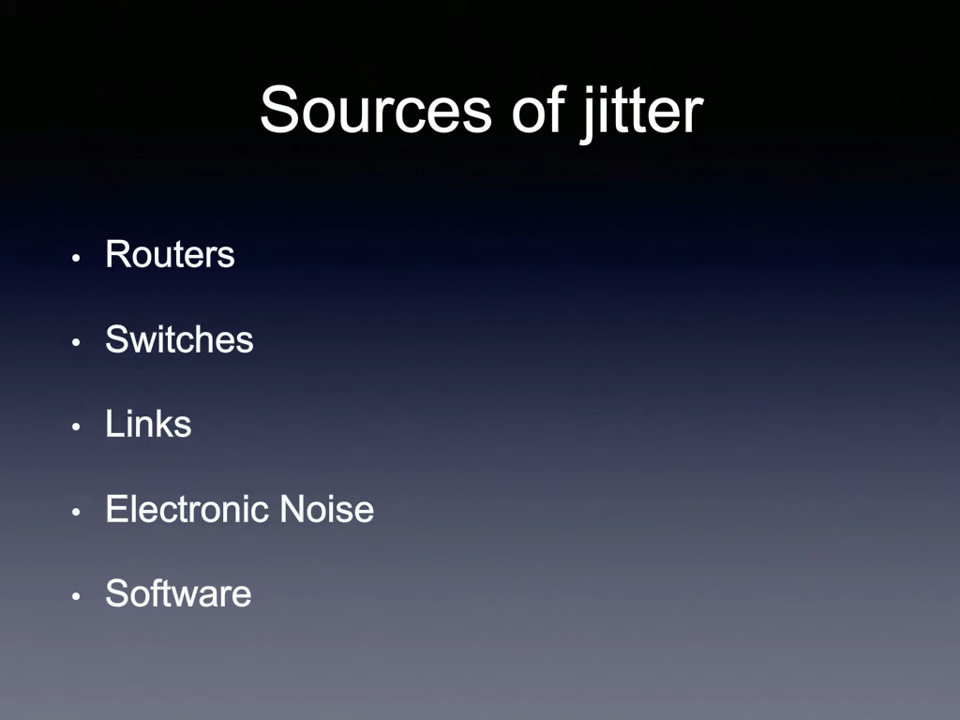 Sources of jitter
• Routers
• Switches
• Links
• Electronic Noise
• Software